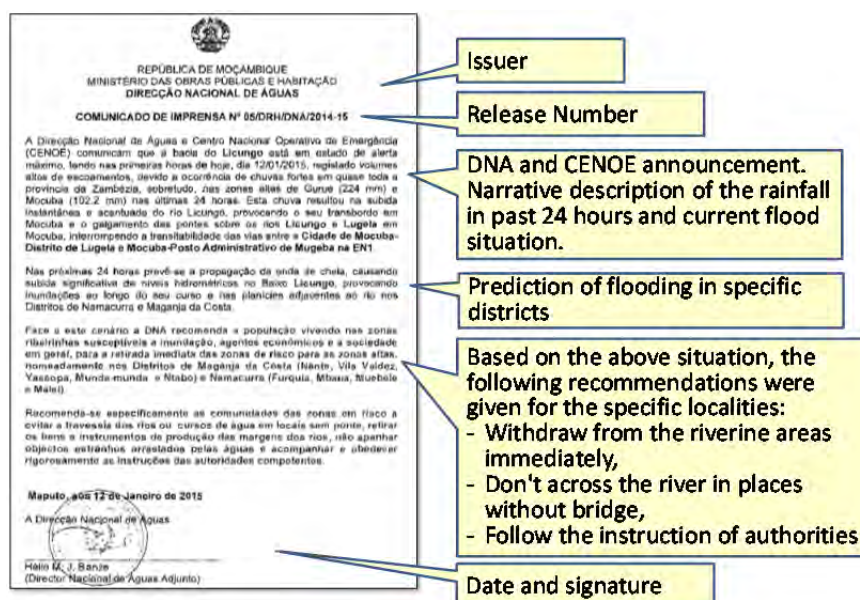 REPÚBLICA DE MOÇAMBIQUE
MINISTÉRIO DAS OBRAS PÚBLICAS E HABITAÇÃO
DIRECÇÃO NACIONAL DE ÁGUAS
COMUNICADO DE IMPRENSA Nº 05/DRH/DNA/2014-15
A Direcção Nacional de Águas e Centro Nacional Operativo de Emergência
(CENOE) comunicam que a bacia do Licungo está em estado de alerta
máximo, tendo nas primeiras horas de hoje, dia 12/01/2015, registado volumes
altos de escoamentos, devido a ocorrência de chuvas fortes em quase toda a
província da Zambézia, sobretudo, nas zonas altas de Gurue (224 mm) e
Mocuba (102.2 mm) nas últimas 24 horas. Esta chuva resultou na subida
instantânea e acentuada do rio Licungo, provocando o seu transbordo em
Mocuba e o galgamento das pontes sobre os rios Licungo e Lugela em
Mocuba, interrompendo a transitabilidade das vias entre a Cidade de Mocuba-
Distrito de Lugela e Mocuba-Posto Administrativo de Mugeba na EN1.
Nas próximas 24 horas prevê-se a propagação da onda de cheia, causando
subida significativa de níveis hidrométricos no Baixo Licungo, provocando
inundações ao longo do seu curso e nas planícies adjacentes ao rio nos
Distritos de Namacurra e Maganja da Costa.
Face a este cenário a DNA recomenda a população vivendo nas zonas
ribeirinhas susceptíveis a inundação, agentes económicos e a sociedade
em geral, para a retirada imediata das zonas de risco para as zonas altas,
nomeadamente nos Distritos de Maganja da Costa (Nante, Vila Valdez,
Yassopa, Munda-munda e Ntabo) e Namacurra (Furquia, Mbaua, Muebele
e Malei).
Recomenda-se especificamente as comunidades das zonas em risco a
evitar a travessia dos rios ou cursos de água em locais sem ponte, retirar
os bens e instrumentos de produção das margens dos rios, não apanhar
objectos estranhos arrastados pelas águas e acompanhar e obedecer
rigorosamente as instruções das autoridades competentes.
Maputo, aos 12 de Janeiro de 2015
A Direcção Nacional de Águas
Hélio M. J. Banze
(Director Nacional de Águas Adjunto)
Issuer
Release Number
DNA and CENOE announcement.
Narrative description of the rainfall
in past 24 hours and current flood
situation.
Prediction of flooding in specific
districts
Based on the above situation, the
following recommendations were
given for the specific localities:
- Withdraw from the riverine areas
immediately,
- Don't across the river in places
without bridge,
- Follow the instruction of authorities
Date and signature